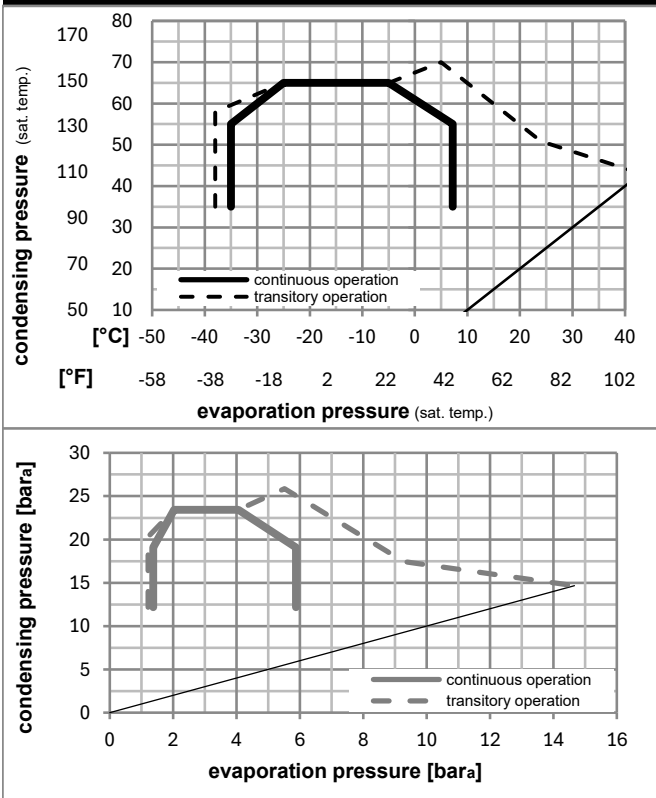 condensing pressure (sat. temp.)
170 80
70
150 60
130 50
110 40
90 30
70 20
50 10
continuous operation
transitory operation
[°C] -50 -40 -30 -20 -10 0 10 20 30 40
[°F] -58 -38 -18 2 22 42 62 82 102
evaporation pressure (sat. temp.)
condensing pressure [bara]
30
25
20
15
10
5
0
continuous operation
transitory operation
0 2 4 6 8 10 12 14 16
evaporation pressure [bara]